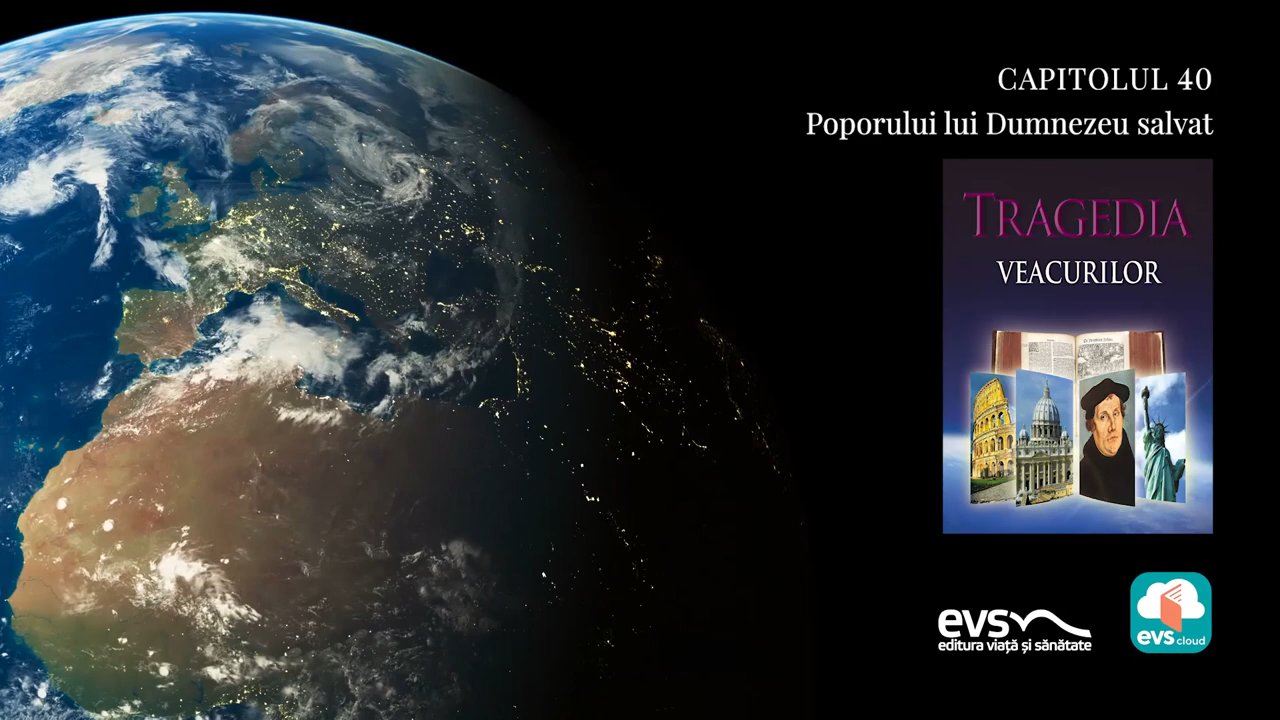 CAPITOLUL 40
Poporului lui Dumnezeu salvat
TRAGEDIA
VEACURILOR
evs
editura viață și sănătate
evs cloud